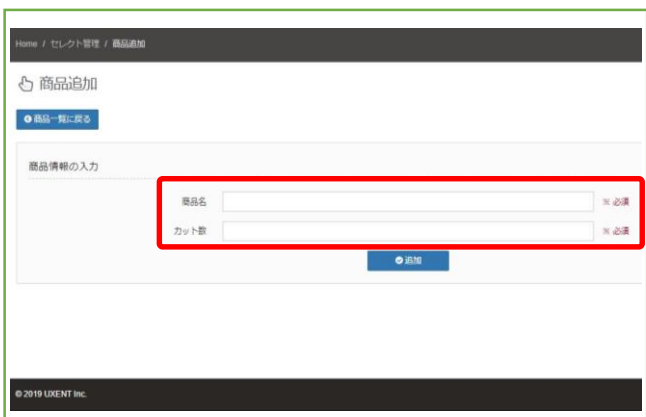 Home / セレクト管理 / 商品追加
商品追加
商品一覧に戻る
商品情報の入力
商品名 ※ 必須
カット数 ※ 必須
追加
© 2019 UXENT Inc.